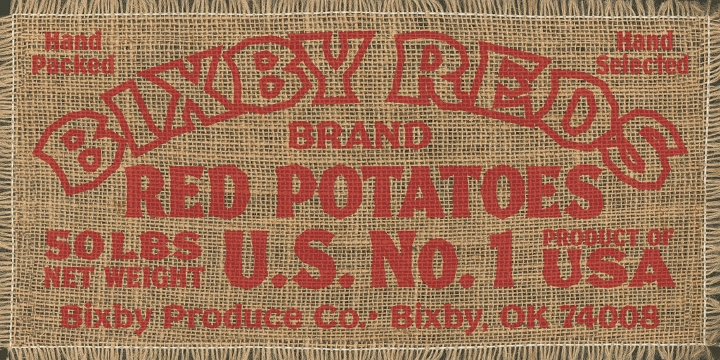 Hand Packed
Hand Selected
BIXBY REDS
BRAND
RED POTATOES
50 LBS
NET WEIGHT
U.S. No. 1
PRODUCT OF
USA
Bixby Produce Co. • Bixby, OK 74008